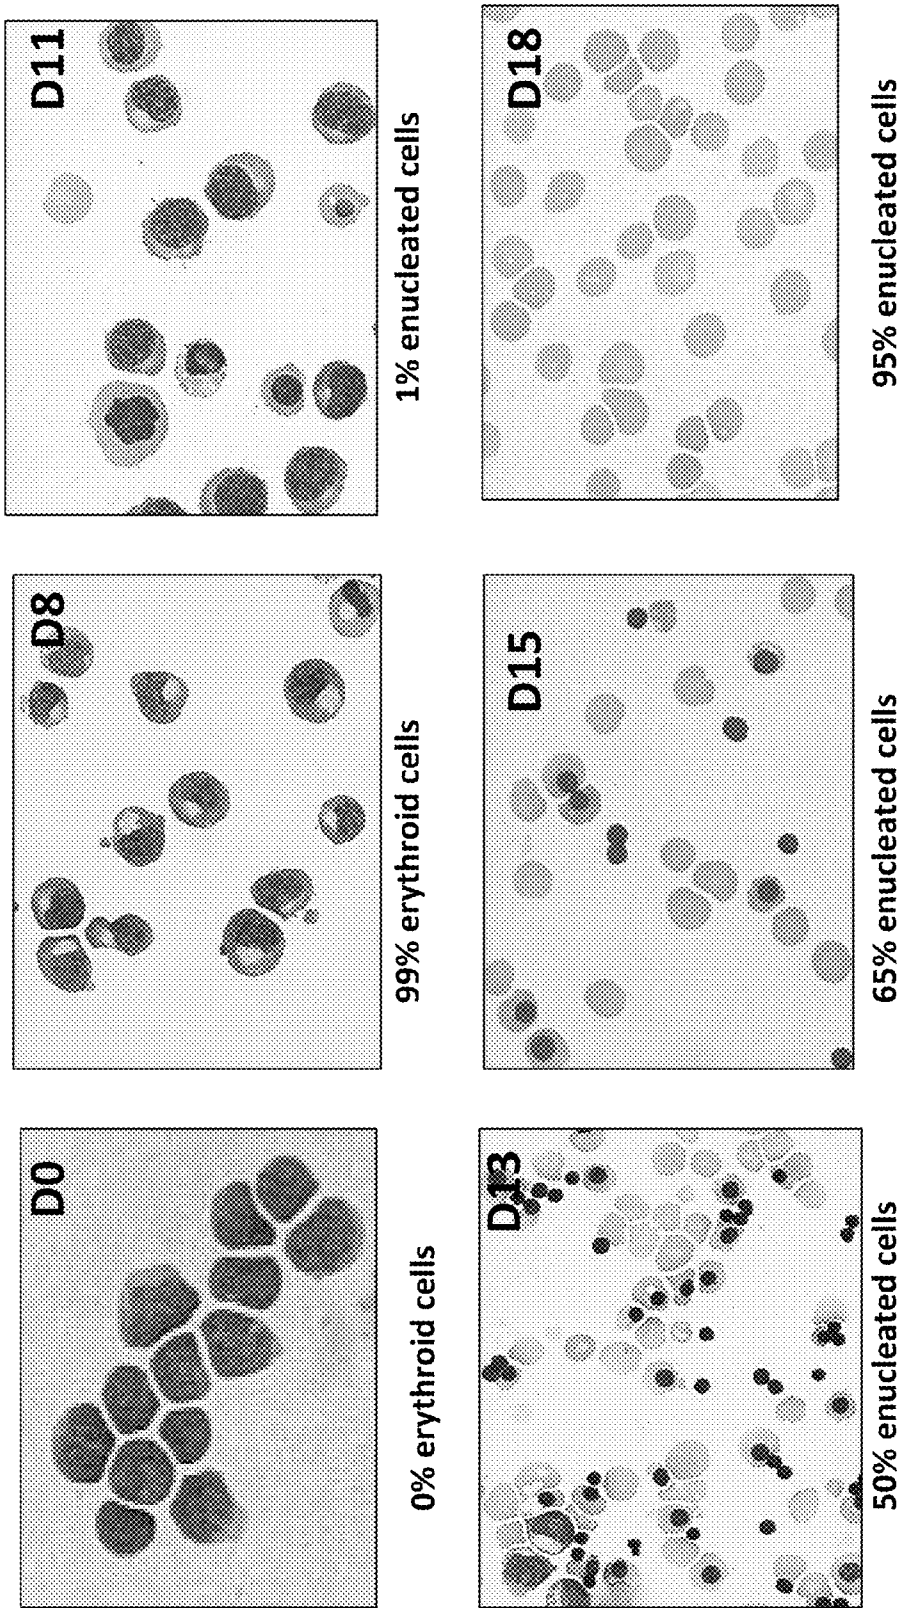 D0
0% erythroid cells
D8
99% erythroid cells
D11
1% enucleated cells
D13
50% enucleated cells
D15
65% enucleated cells
D18
95% enucleated cells